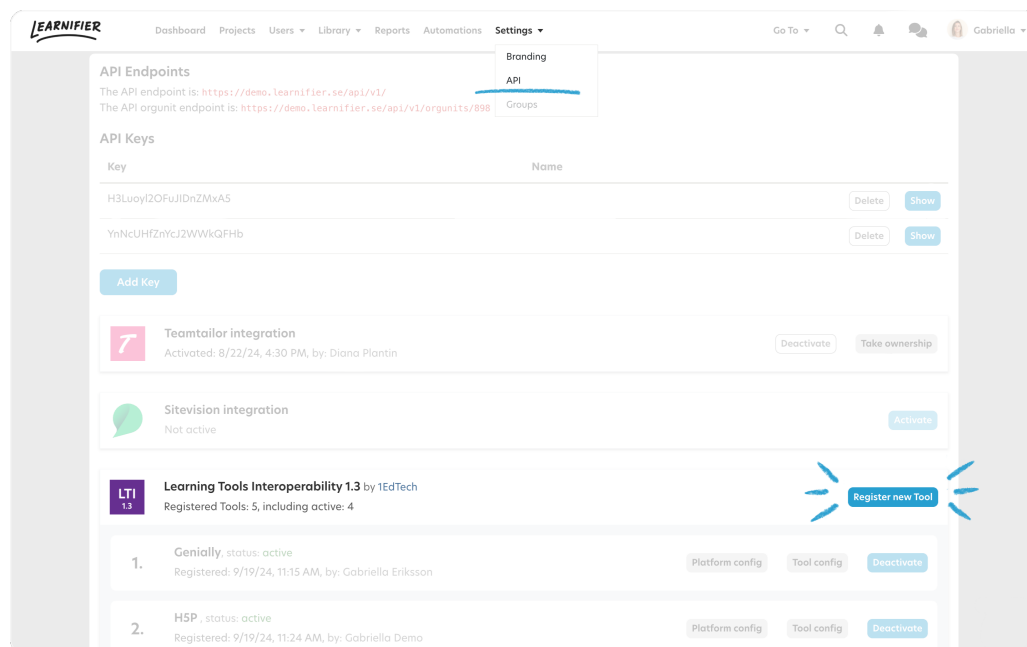 LEARNIFIER
Dashboard Projects Users Library Reports Automations Settings Go To Gabriella
Branding
API
Groups
API Endpoints
The API endpoint is: https://demo.learnifier.se/api/v1/
The API orgunit endpoint is: https://demo.learnifier.se/api/v1/orgunits/898
API Keys
Key Name
H3Luoyl2OFuJIDnZMxA5 Delete Show
YnNcUHfZnYcJ2WWkQFHb Delete Show
Add Key
Teamtailor integration
Activated: 8/22/24, 4:30 PM, by: Diana Plantin
Deactivate Take ownership
Sitevision integration
Not active
Activate
LTI
1.3
Learning Tools Interoperability 1.3 by 1EdTech
Registered Tools: 5, including active: 4
Register new Tool
1. Genially, status: active
Registered: 9/19/24, 11:15 AM, by: Gabriella Eriksson
Platform config Tool config Deactivate
2. H5P , status: active
Registered: 9/19/24, 11:24 AM, by: Gabriella Demo
Platform config Tool config Deactivate